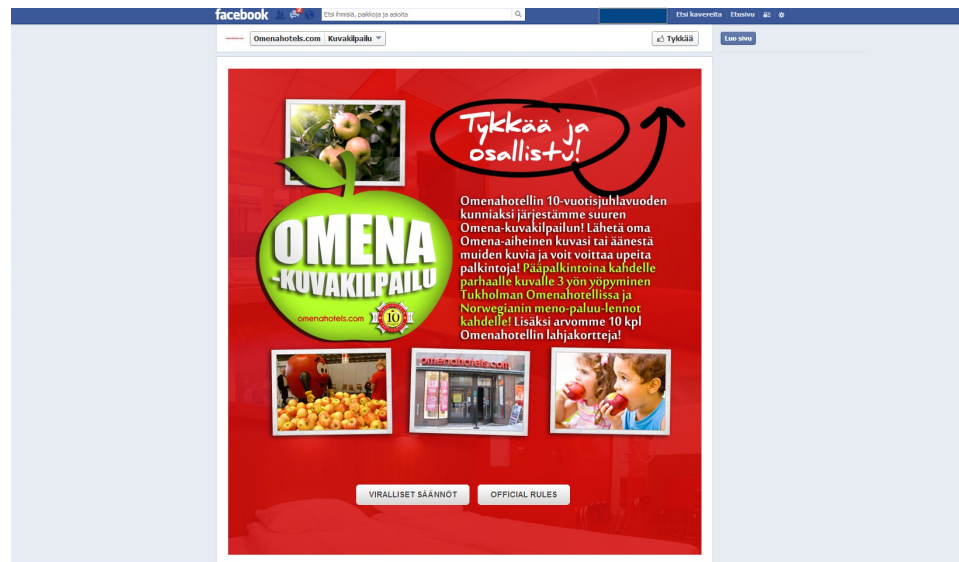 facebook
2
Etsi ihmisiä, paikkoja ja asioita
Etsi kavereita Etusivu
Omenahotels.com Kuvakilpailu
Tykkää
Luo sivu
Tykkää ja
osallistu!
Omenahotellin 10-vuotisjuhlavuoden
kunniaksi järjestämme suuren
Omena-kuvakilpailun! Lähetä oma
Omena-aiheinen kuvasi tai äänestä
muiden kuvia ja voit voittaa upeita
palkintoja! Pääpalkintoina kahdelle
parhaalle kuvalle 3 yön yöpyminen
Tukholman Omenahotellissa ja
Norwegianin meno-paluu-lennot
kahdelle! Lisäksi arvomme 10 kpl
Omenahotellin lahjakortteja!
OMENA
-KUVAKILPAILU
omenahotels.com
10
omenahotels.com
VIRALLISET SÄÄNNÖT
OFFICIAL RULES